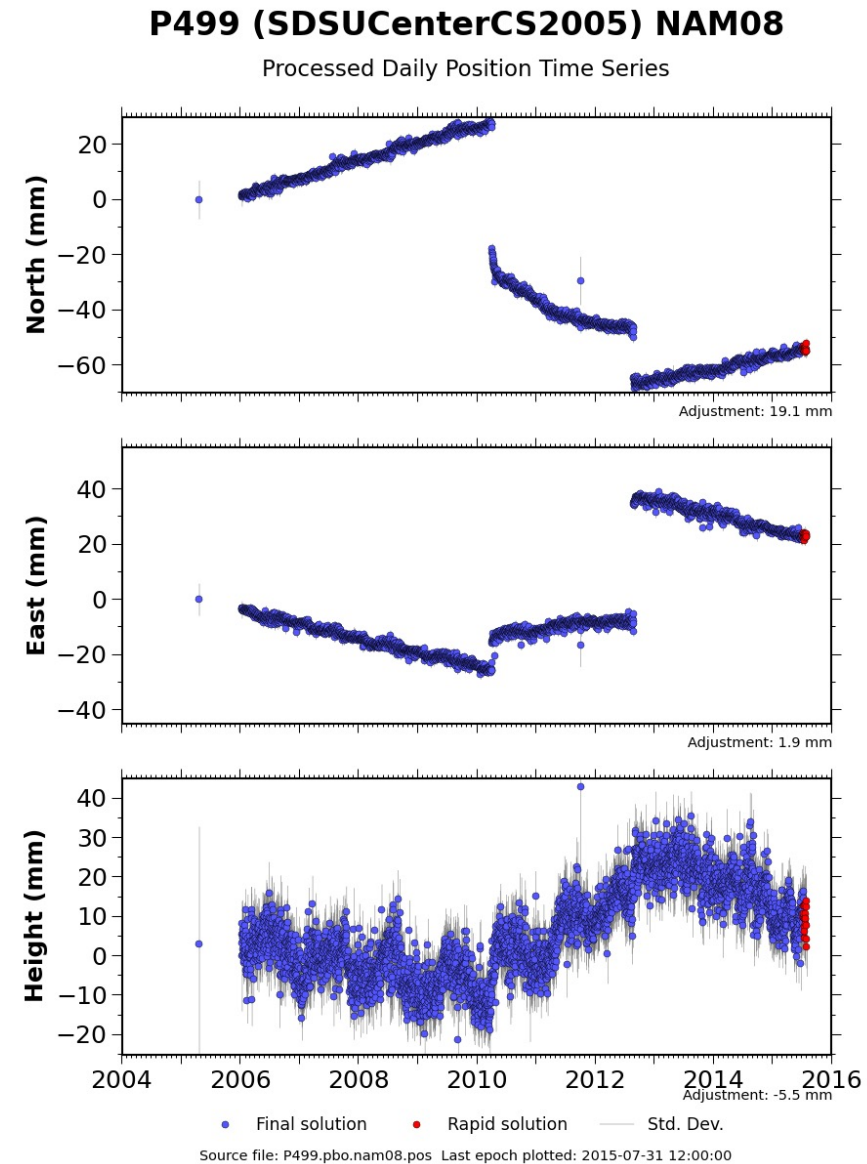 P499 (SDSUCenterCS2005) NAM08
Processed Daily Position Time Series
North (mm)
20
0
−20
−40
−60
Adjustment: 19.1 mm
East (mm)
40
20
0
−20
−40
Adjustment: 1.9 mm
Height (mm)
40
30
20
10
0
−10
−20
2004 2006 2008 2010 2012 2014 2016
Adjustment: -5.5 mm
Final solution Rapid solution Std. Dev.
Source file: P499.pbo.nam08.pos Last epoch plotted: 2015-07-31 12:00:00